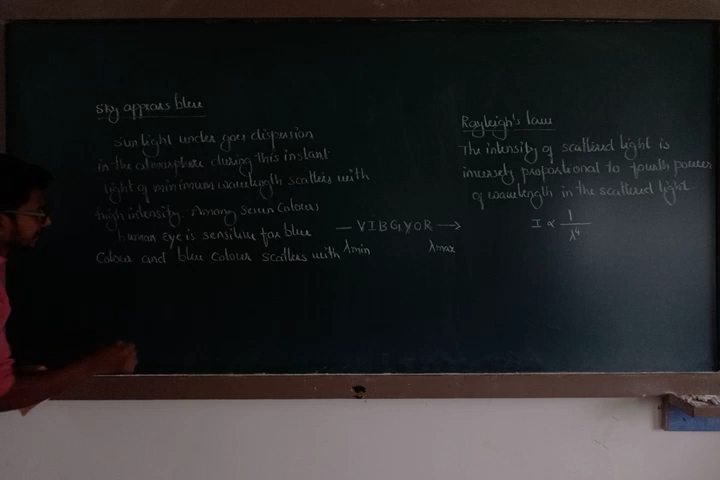 Sky appears blue
Sunlight under goes dispersion
in the atmosphere during this instant
light of minimum wavelength scatters with
high intensity. Among seven colours
human eye is sensitive for blue
colour and blue colour scatters with
— VIBGYOR →
λmin λmax
Rayleigh's law
The intensity of scattered light is
inversely proportional to fourth power
of wavelength in the scattered light
I ∝ 1/λ⁴